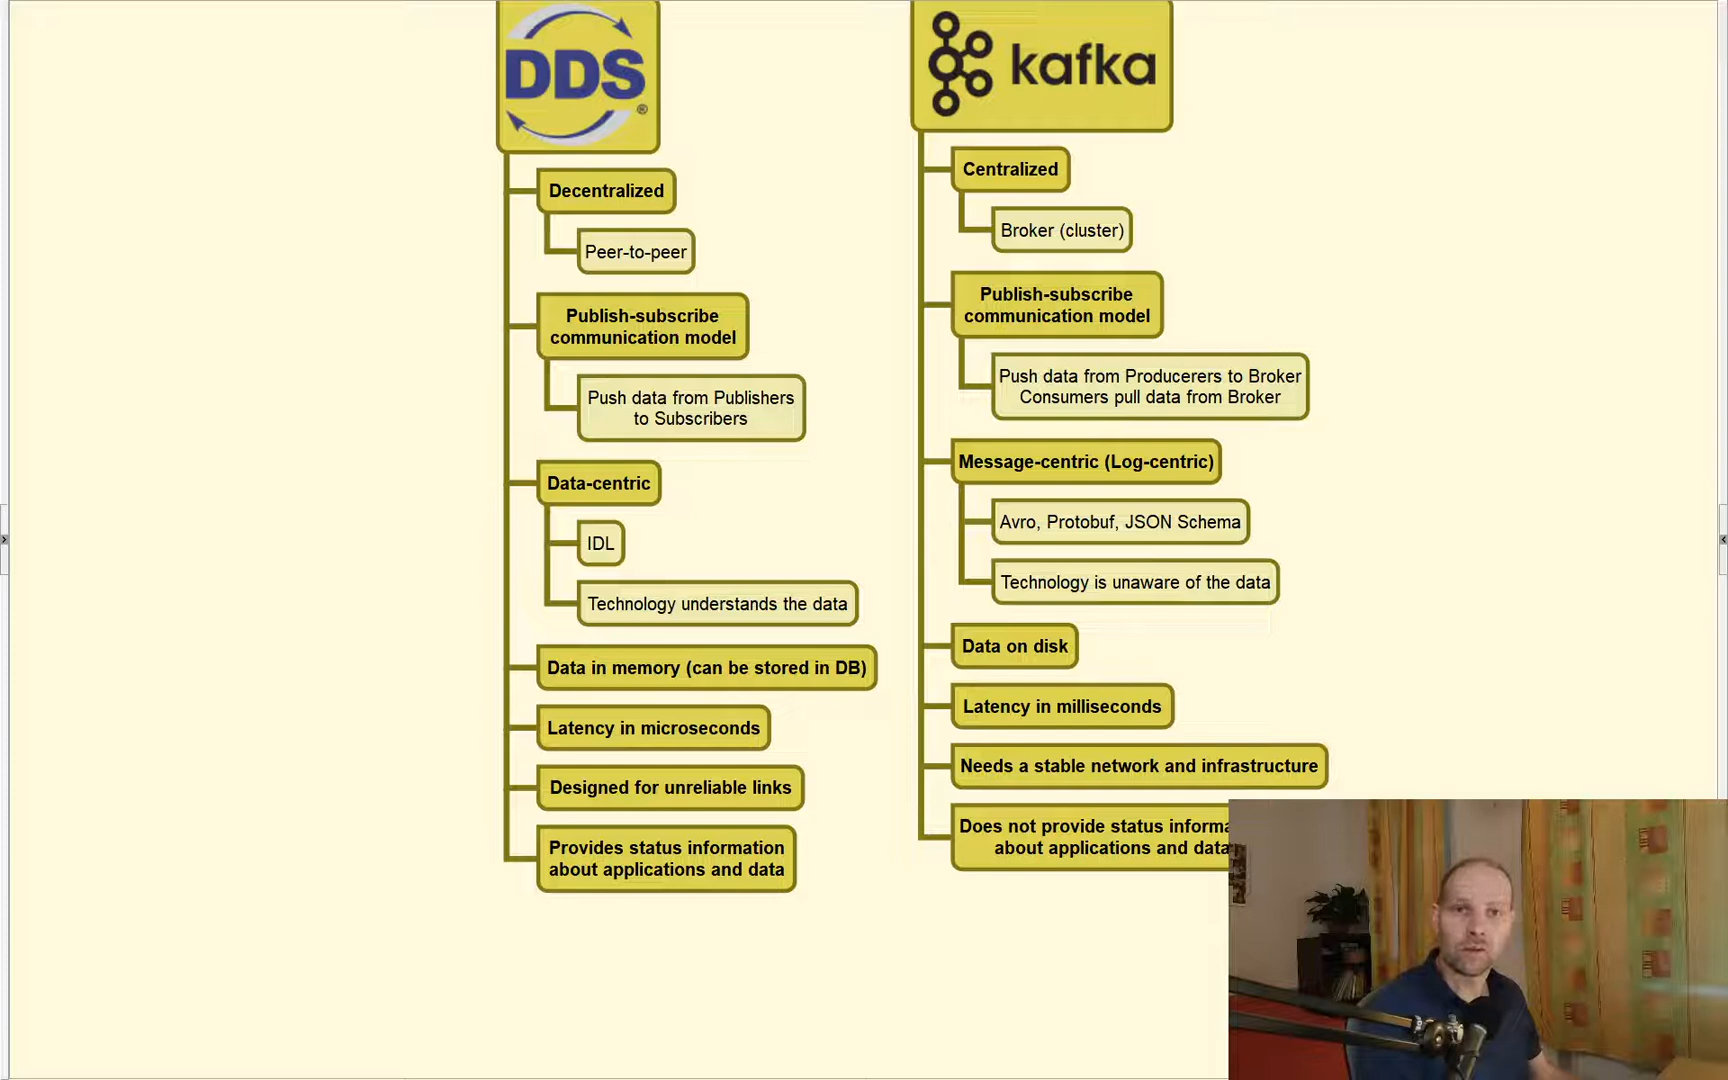 DDS
®
Decentralized
Peer-to-peer
Publish-subscribe
communication model
Push data from Publishers
to Subscribers
Data-centric
IDL
Technology understands the data
Data in memory (can be stored in DB)
Latency in microseconds
Designed for unreliable links
Provides status information
about applications and data
kafka
Centralized
Broker (cluster)
Publish-subscribe
communication model
Push data from Producerers to Broker
Consumers pull data from Broker
Message-centric (Log-centric)
Avro, Protobuf, JSON Schema
Technology is unaware of the data
Data on disk
Latency in milliseconds
Needs a stable network and infrastructure
Does not provide status informa
about applications and data